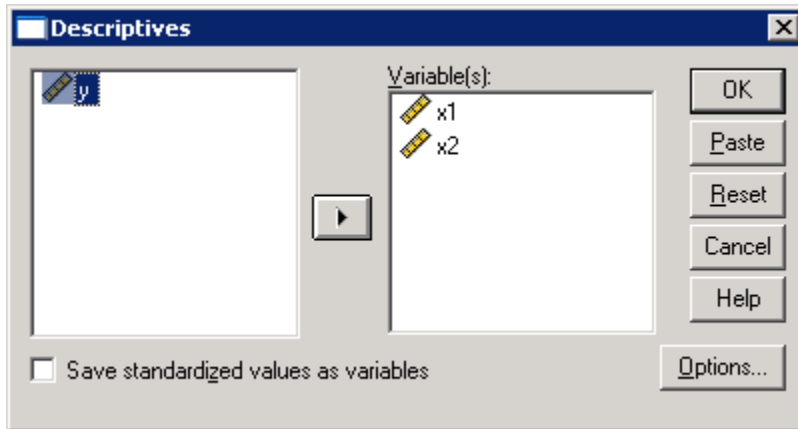 Descriptives
y
Variable(s):
x1
x2
OK
Paste
Reset
Cancel
Help
Save standardized values as variables
Options...